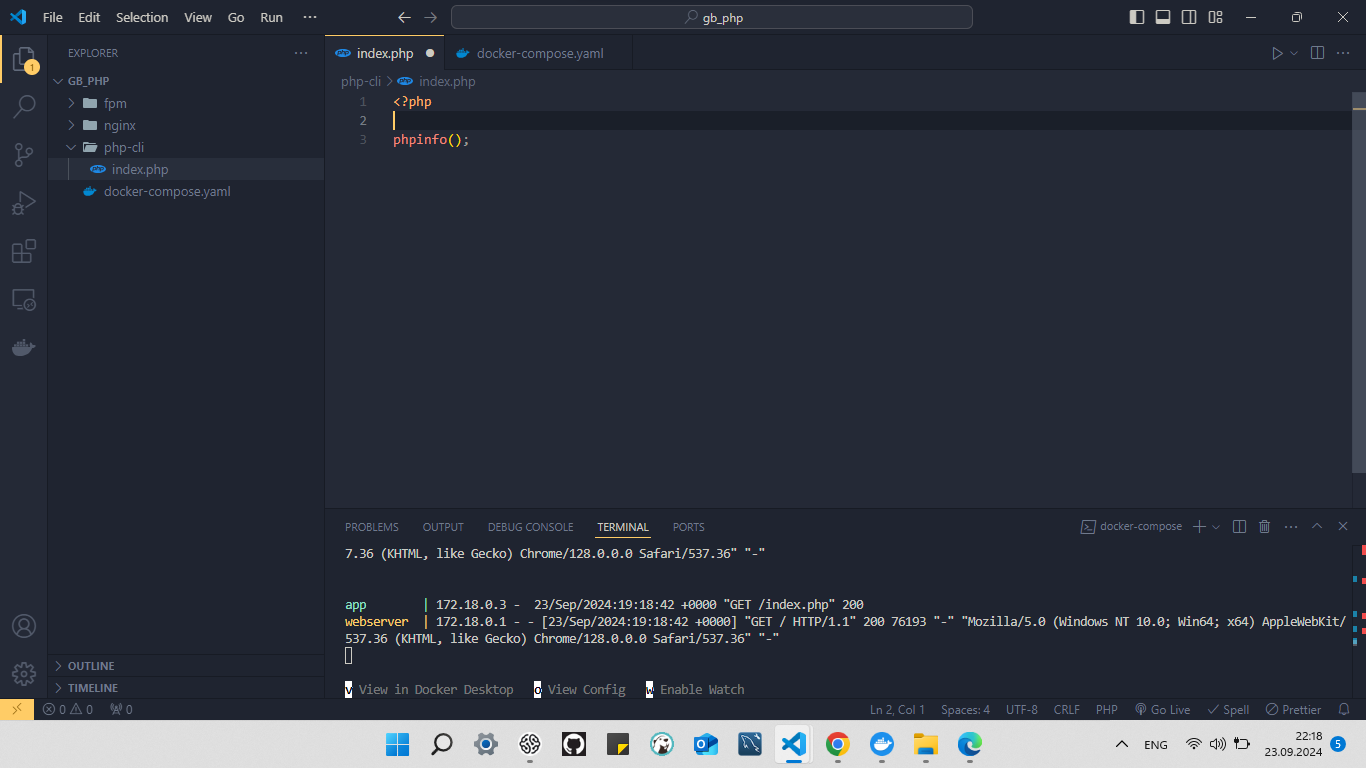 File Edit Selection View Go Run ···
gb_php
EXPLORER
GB_PHP
fpm
nginx
php-cli
php index.php
docker-compose.yaml
OUTLINE
TIMELINE
1
php index.php
docker-compose.yaml
php-cli > php index.php
1 <?php
2
3 phpinfo();
PROBLEMS OUTPUT DEBUG CONSOLE TERMINAL PORTS
docker-compose
7.36 (KHTML, like Gecko) Chrome/128.0.0.0 Safari/537.36" "-"
app | 172.18.0.3 - 23/Sep/2024:19:18:42 +0000 "GET /index.php" 200
webserver | 172.18.0.1 - - [23/Sep/2024:19:18:42 +0000] "GET / HTTP/1.1" 200 76193 "-" "Mozilla/5.0 (Windows NT 10.0; Win64; x64) AppleWebKit/
537.36 (KHTML, like Gecko) Chrome/128.0.0.0 Safari/537.36" "-"
v View in Docker Desktop o View Config w Enable Watch
0 0 0 Ln 2, Col 1 Spaces: 4 UTF-8 CRLF PHP Go Live Spell Prettier
ENG
22:18
23.09.2024
5